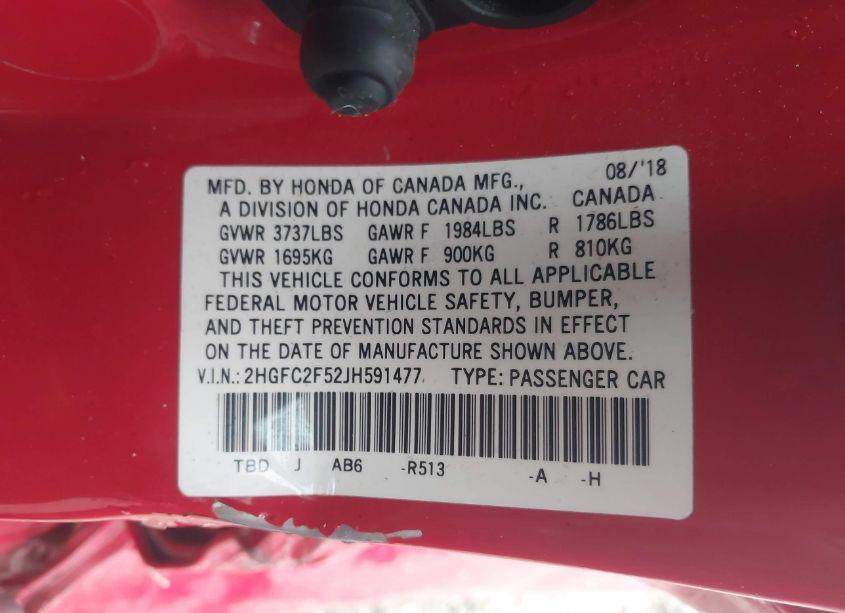 MFD. BY HONDA OF CANADA MFG., 08/'18
A DIVISION OF HONDA CANADA INC. CANADA
GVWR 3737LBS GAWR F 1984LBS R 1786LBS
GVWR 1695KG GAWR F 900KG R 810KG
THIS VEHICLE CONFORMS TO ALL APPLICABLE
FEDERAL MOTOR VEHICLE SAFETY, BUMPER,
AND THEFT PREVENTION STANDARDS IN EFFECT
ON THE DATE OF MANUFACTURE SHOWN ABOVE.
V.I.N.: 2HGFC2F52JH591477 TYPE: PASSENGER CAR
TBD J AB6 -R513 -A -H